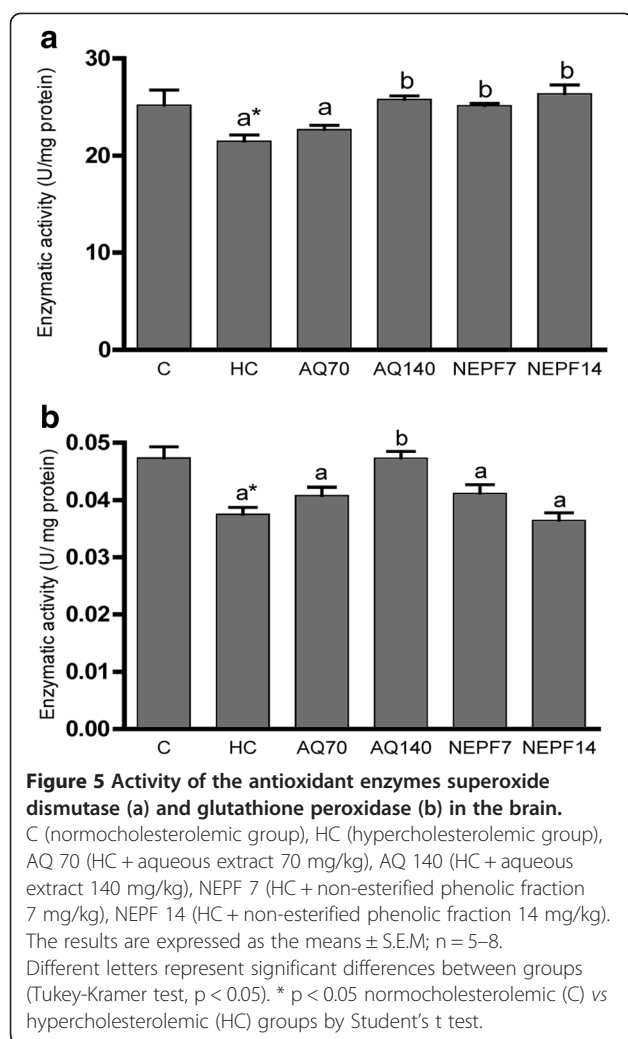 a
30
20
10
0
Enzymatic activity (U/mg protein)
a*
a
b
b
b
C HC AQ70 AQ140 NEPF7 NEPF14
b
0.05
0.04
0.03
0.02
0.01
0.00
Enzymatic activity (U/ mg protein)
a*
a
b
a
a
C HC AQ70 AQ140 NEPF7 NEPF14
Figure 5 Activity of the antioxidant enzymes superoxide
dismutase (a) and glutathione peroxidase (b) in the brain.
C (normocholesterolemic group), HC (hypercholesterolemic group),
AQ 70 (HC + aqueous extract 70 mg/kg), AQ 140 (HC + aqueous
extract 140 mg/kg), NEPF 7 (HC + non-esterified phenolic fraction
7 mg/kg), NEPF 14 (HC + non-esterified phenolic fraction 14 mg/kg).
The results are expressed as the means ± S.E.M; n = 5–8.
Different letters represent significant differences between groups
(Tukey-Kramer test, p < 0.05). * p < 0.05 normocholesterolemic (C) vs
hypercholesterolemic (HC) groups by Student's t test.